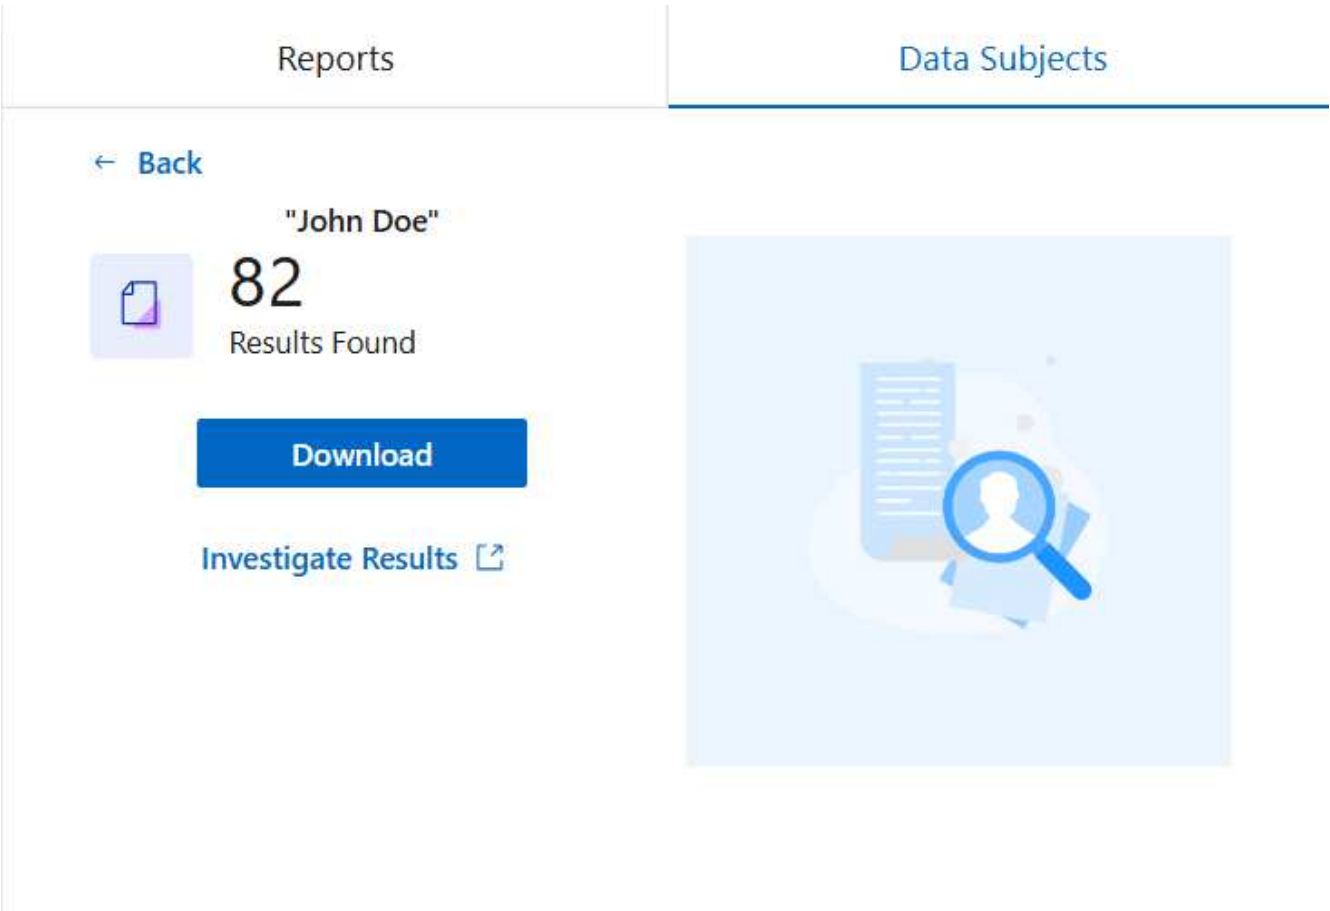 Reports
Data Subjects
← Back
"John Doe"
82
Results Found
Download
Investigate Results